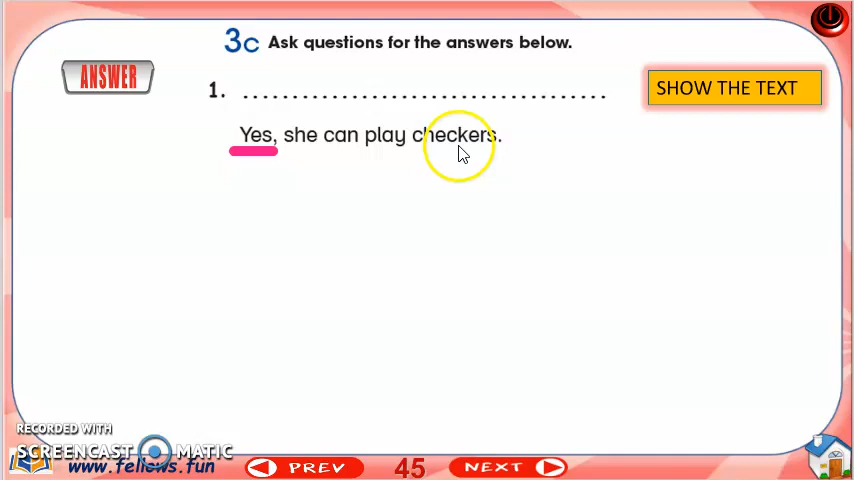 3c Ask questions for the answers below.
ANSWER
1. ....................................
SHOW THE TEXT
Yes, she can play checkers.
RECORDED WITH
SCREENCAST MATIC
www.fellows.fun
PREV
45
NEXT